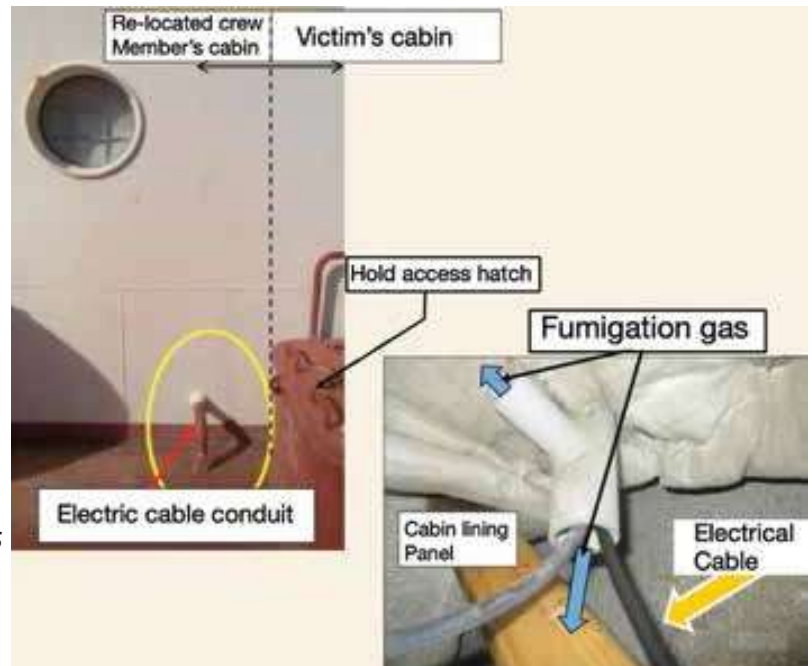 Re-located crew
Member's cabin
Victim's cabin
Hold access hatch
Fumigation gas
Electric cable conduit
Cabin lining
Panel
Electrical
Cable